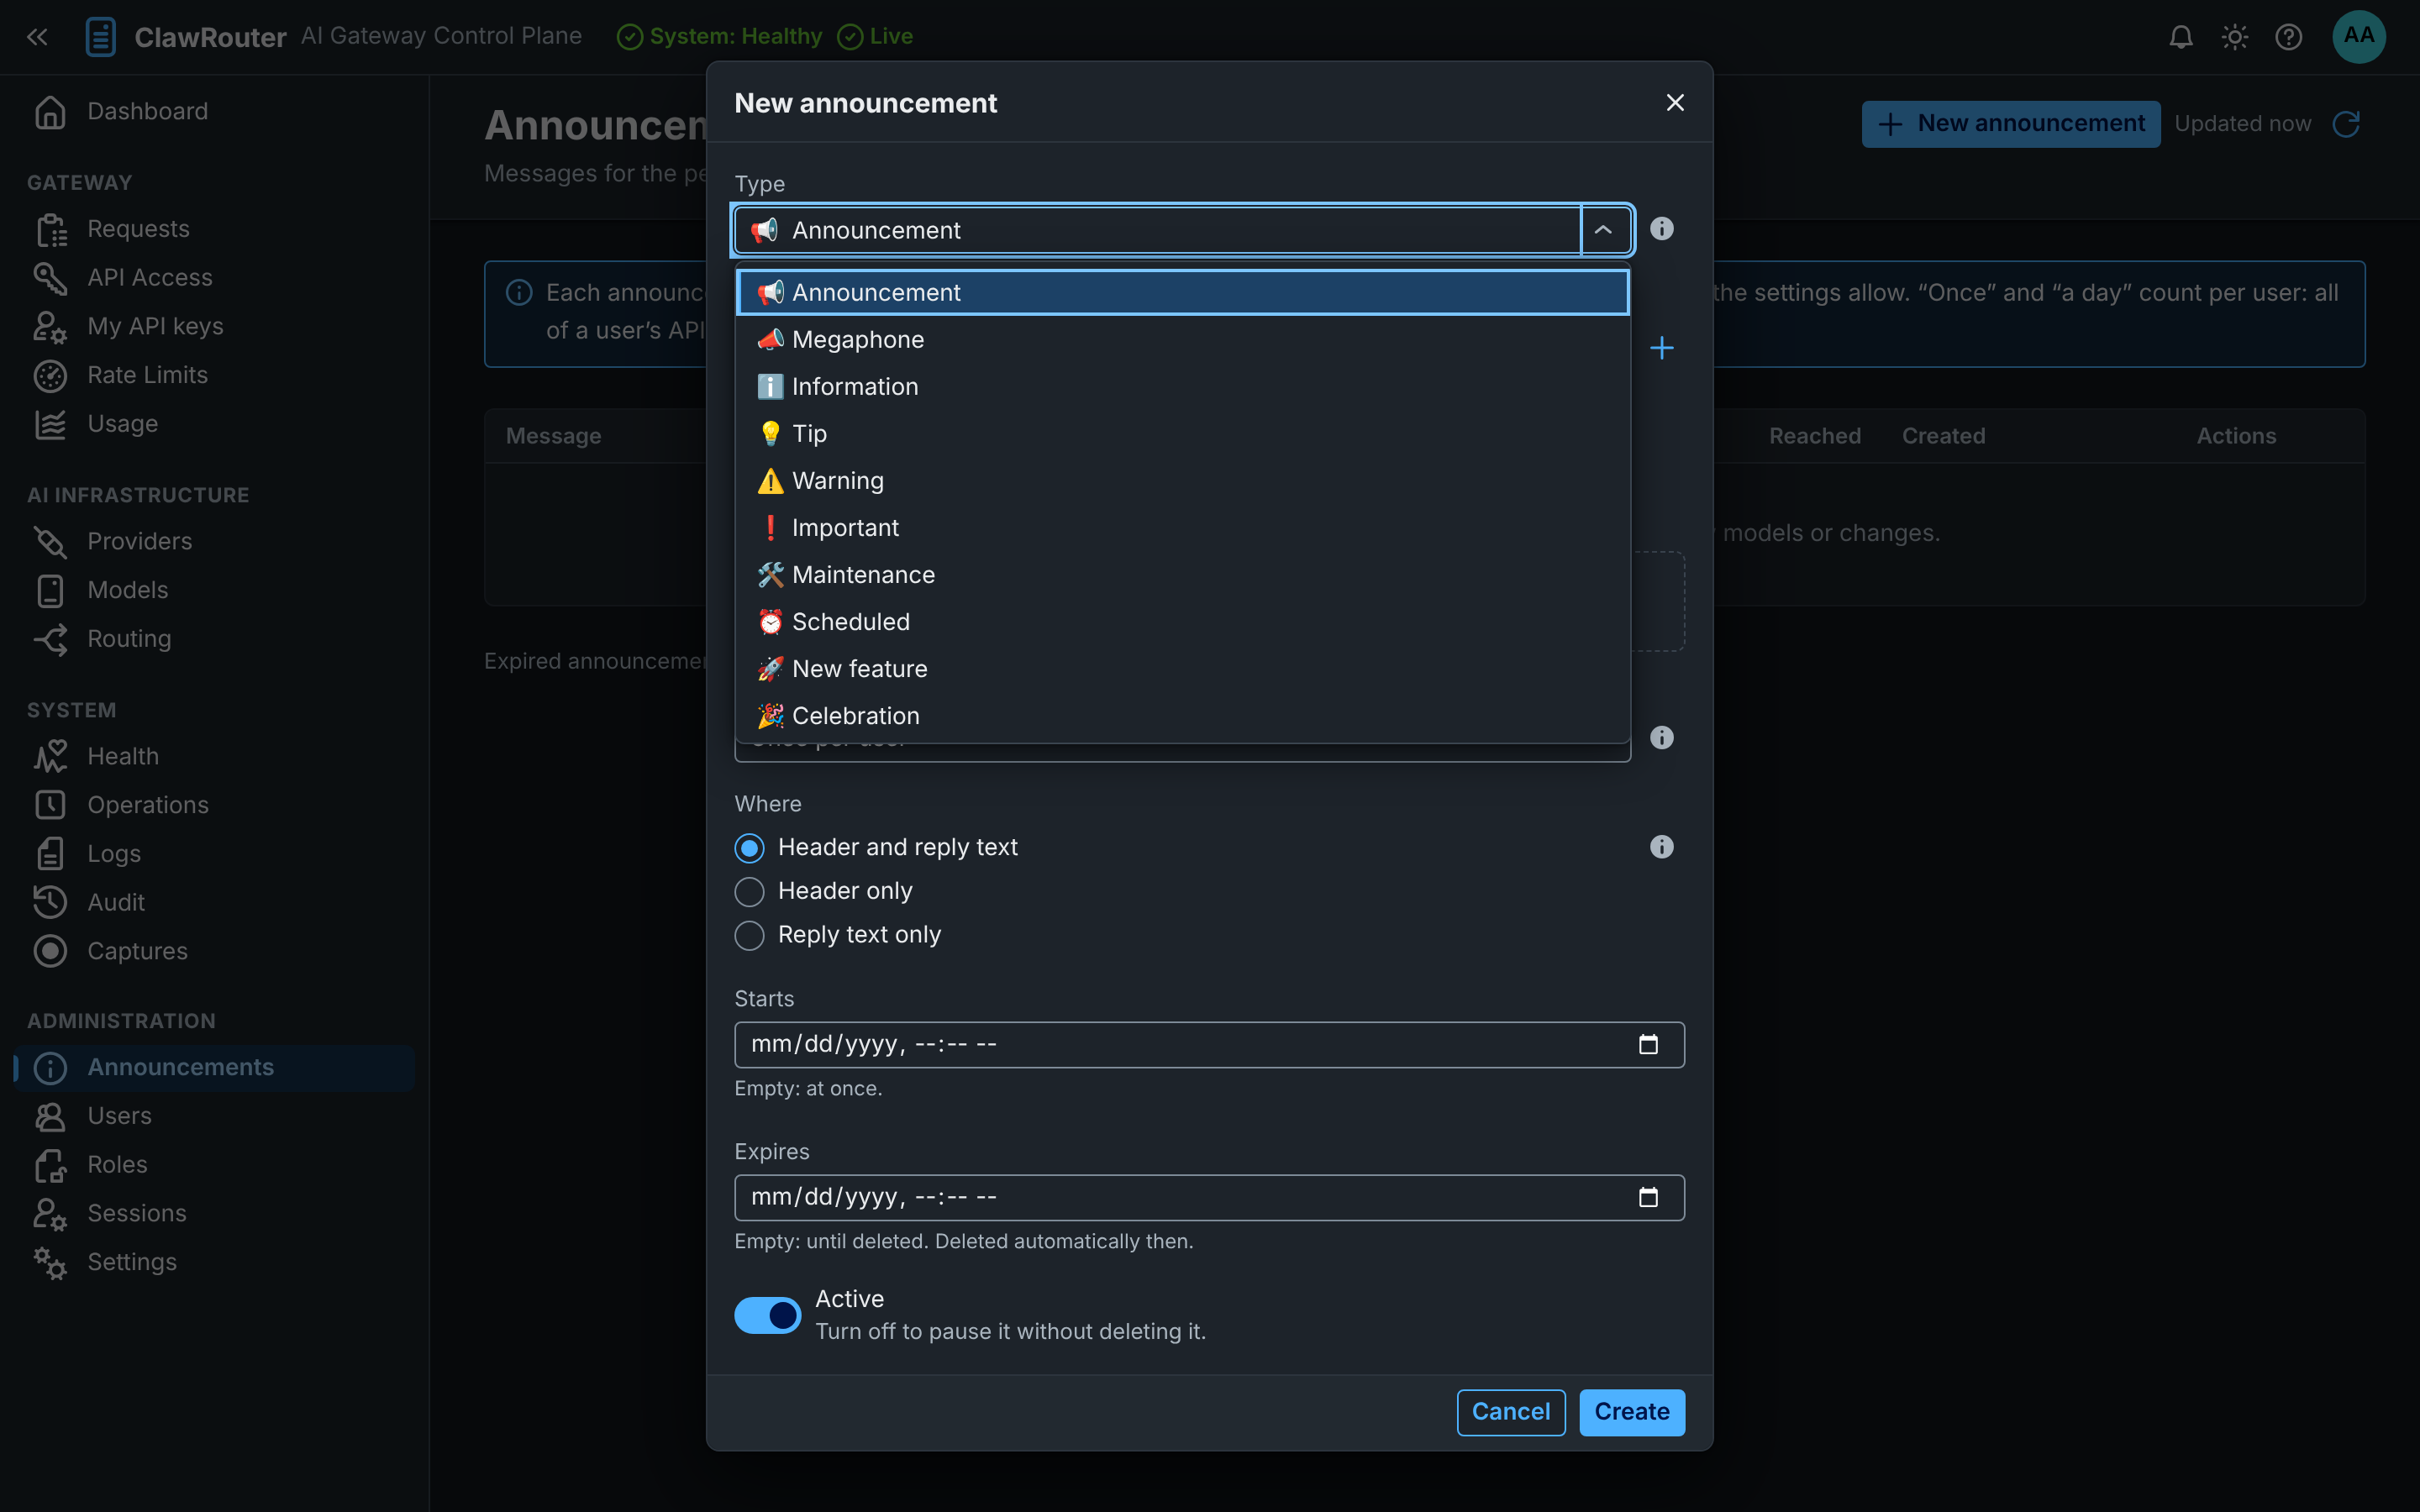 ClawRouter AI Gateway Control Plane System: Healthy Live
AA
Dashboard
GATEWAY
Requests
API Access
My API keys
Rate Limits
Usage
AI INFRASTRUCTURE
Providers
Models
Routing
SYSTEM
Health
Operations
Logs
Audit
Captures
ADMINISTRATION
Announcements
Users
Roles
Sessions
Settings
Messages for the
New announcement
Updated now
Each
the settings allow. “Once” and “a day” count per user: all
of a user’s API
Message
Reached
Created
Actions
models or changes.
Expired
New announcement
Type
Announcement
Announcement
Megaphone
Information
Tip
Warning
Important
Maintenance
Scheduled
New feature
Celebration
Where
Header and reply text
Header only
Reply text only
Starts
mm/dd/yyyy, --:-- --
Empty: at once.
Expires
mm/dd/yyyy, --:-- --
Empty: until deleted. Deleted automatically then.
Active
Turn off to pause it without deleting it.
Cancel
Create